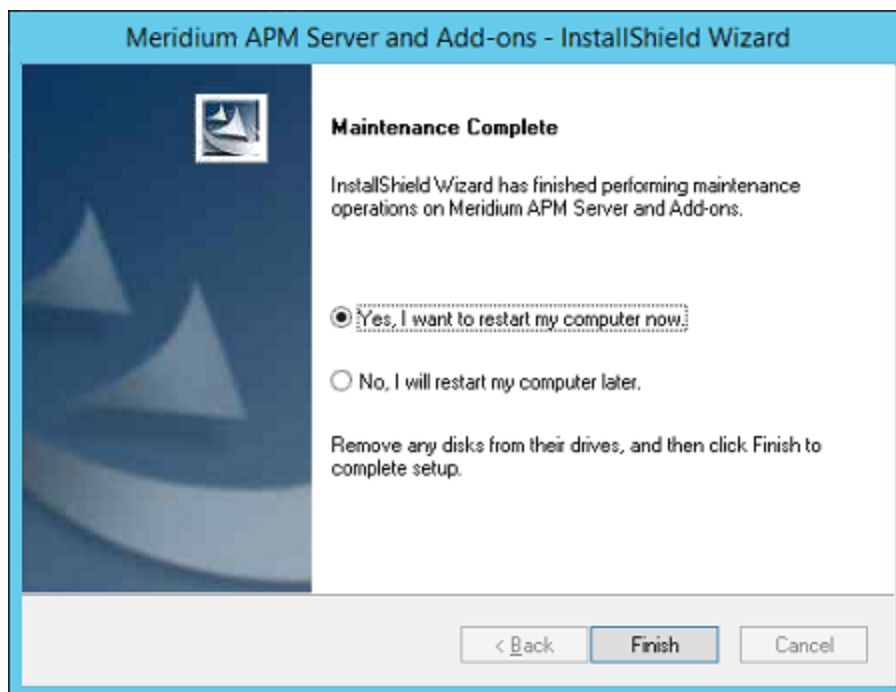 Meridium APM Server and Add-ons - InstallShield Wizard
Maintenance Complete
InstallShield Wizard has finished performing maintenance
operations on Meridium APM Server and Add-ons.
Yes, I want to restart my computer now.
No, I will restart my computer later.
Remove any disks from their drives, and then click Finish to
complete setup.
< Back Finish Cancel